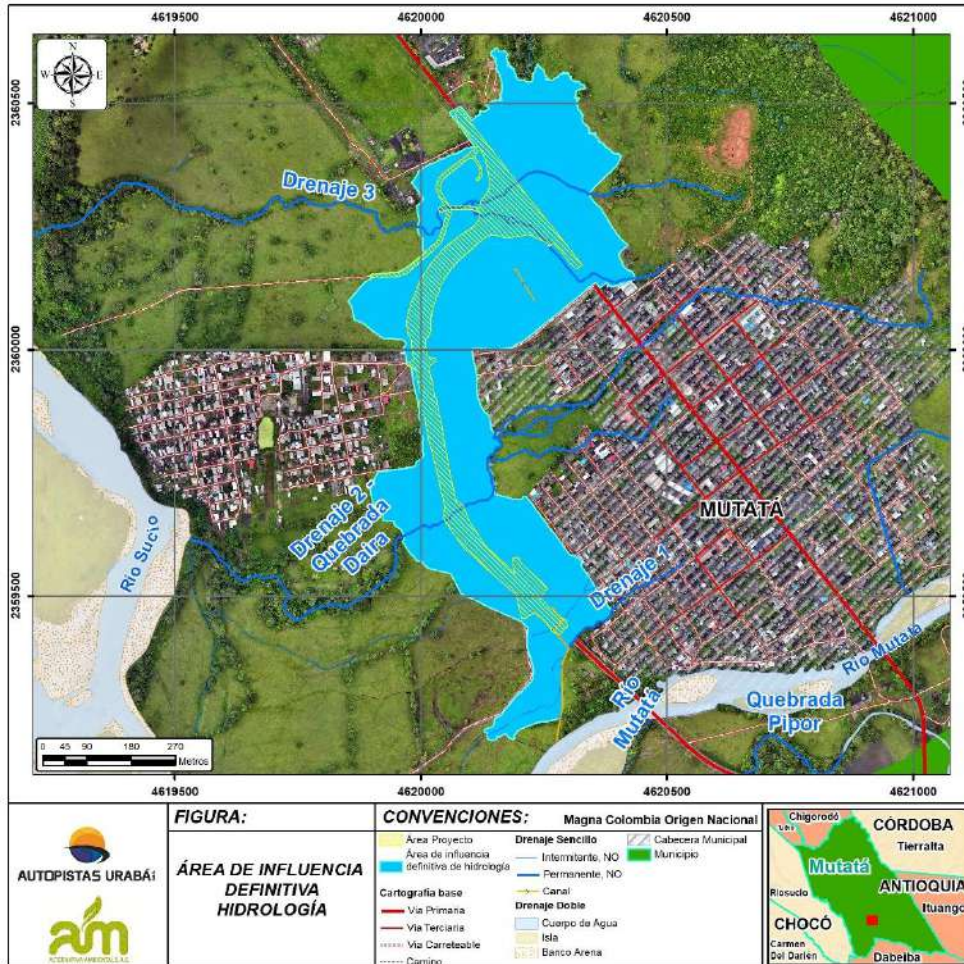 4619500 4620000 4620500 4621000
N
W E
S
2360500
Drenaje 3
2360000
Río Sucio
Drenaje 2 -
Quebrada
Daira
MUTATÁ
Drenaje 1
2359500
Río
Mutatá
Río Mutatá
Quebrada
Pipor
0 45 90 180 270
Metros
4619500 4620000 4620500 4621000
AUTOPISTAS URABÁ
am
FIGURA:
ÁREA DE INFLUENCIA
DEFINITIVA
HIDROLOGÍA
CONVENCIONES: Magna Colombia Origen Nacional
Área Proyecto
Área de influencia
definitiva de hidrología
Cartografía base
Vía Primaria
Vía Terciaria
Vía Carreteable
Camino
Drenaje Sencillo
Intermitente, NO
Permanente, NO
Canal
Drenaje Doble
Cuerpo de Agua
Isla
Banco Arena
Cabecera Municipal
Municipio
Chigorodó
CÓRDOBA
Tierralta
Mutatá
ANTIOQUIA
Ituango
Riosucio
CHOCÓ
Carmen
Del Darién
Dabeiba